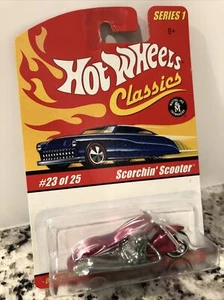 SERIES 1
8+
Hot Wheels
Classics
#23 of 25
Scorchin' Scooter